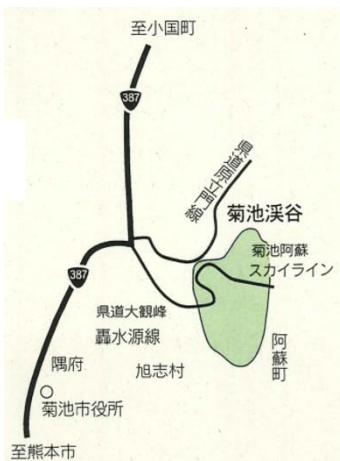 至小国町
387
県道原立門線
菊池渓谷
菊池阿蘇
スカイライン
387
県道大観峰
轟水源線
阿蘇町
隈府
旭志村
菊池市役所
至熊本市